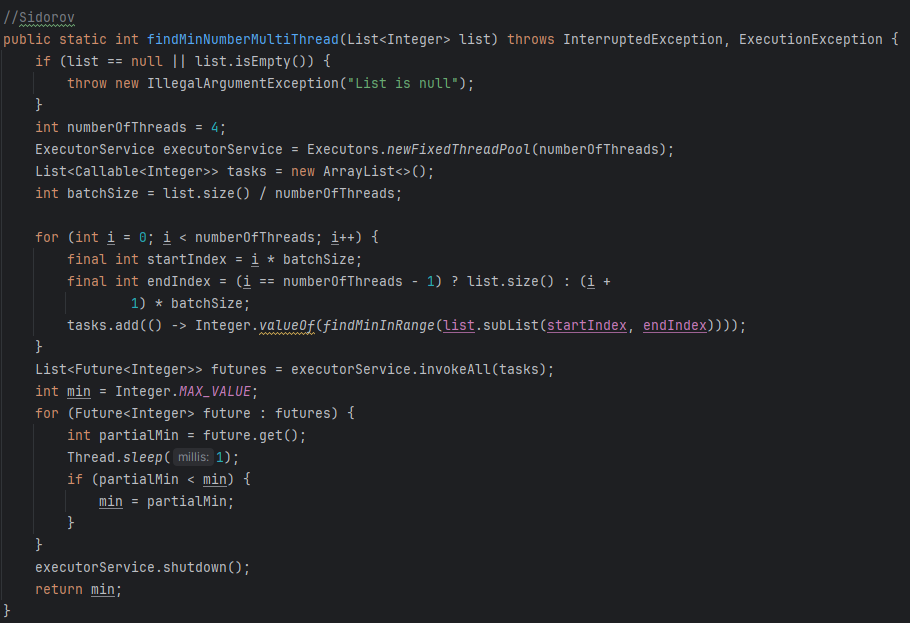 //Sidorov
public static int findMinNumberMultiThread(List<Integer> list) throws InterruptedException, ExecutionException {
    if (list == null || list.isEmpty()) {
        throw new IllegalArgumentException("List is null");
    }
    int numberOfThreads = 4;
    ExecutorService executorService = Executors.newFixedThreadPool(numberOfThreads);
    List<Callable<Integer>> tasks = new ArrayList<>();
    int batchSize = list.size() / numberOfThreads;

    for (int i = 0; i < numberOfThreads; i++) {
        final int startIndex = i * batchSize;
        final int endIndex = (i == numberOfThreads - 1) ? list.size() : (i +
                1) * batchSize;
        tasks.add(() -> Integer.valueOf(findMinInRange(list.subList(startIndex, endIndex))));
    }
    List<Future<Integer>> futures = executorService.invokeAll(tasks);
    int min = Integer.MAX_VALUE;
    for (Future<Integer> future : futures) {
        int partialMin = future.get();
        Thread.sleep( millis: 1);
        if (partialMin < min) {
            min = partialMin;
        }
    }
    executorService.shutdown();
    return min;
}